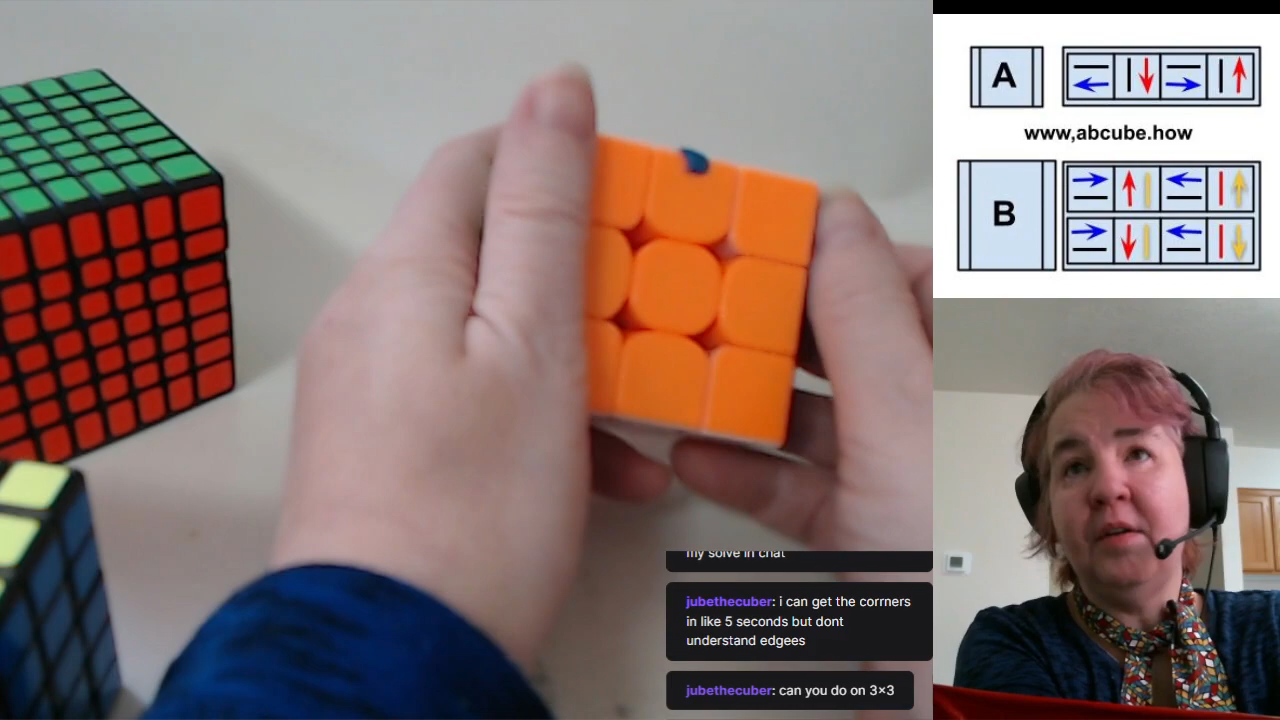 A
www,abcube.how
B
my solve in chat
jubethecuber: i can get the corrners
in like 5 seconds but dont
understand edgees
jubethecuber: can you do on 3×3